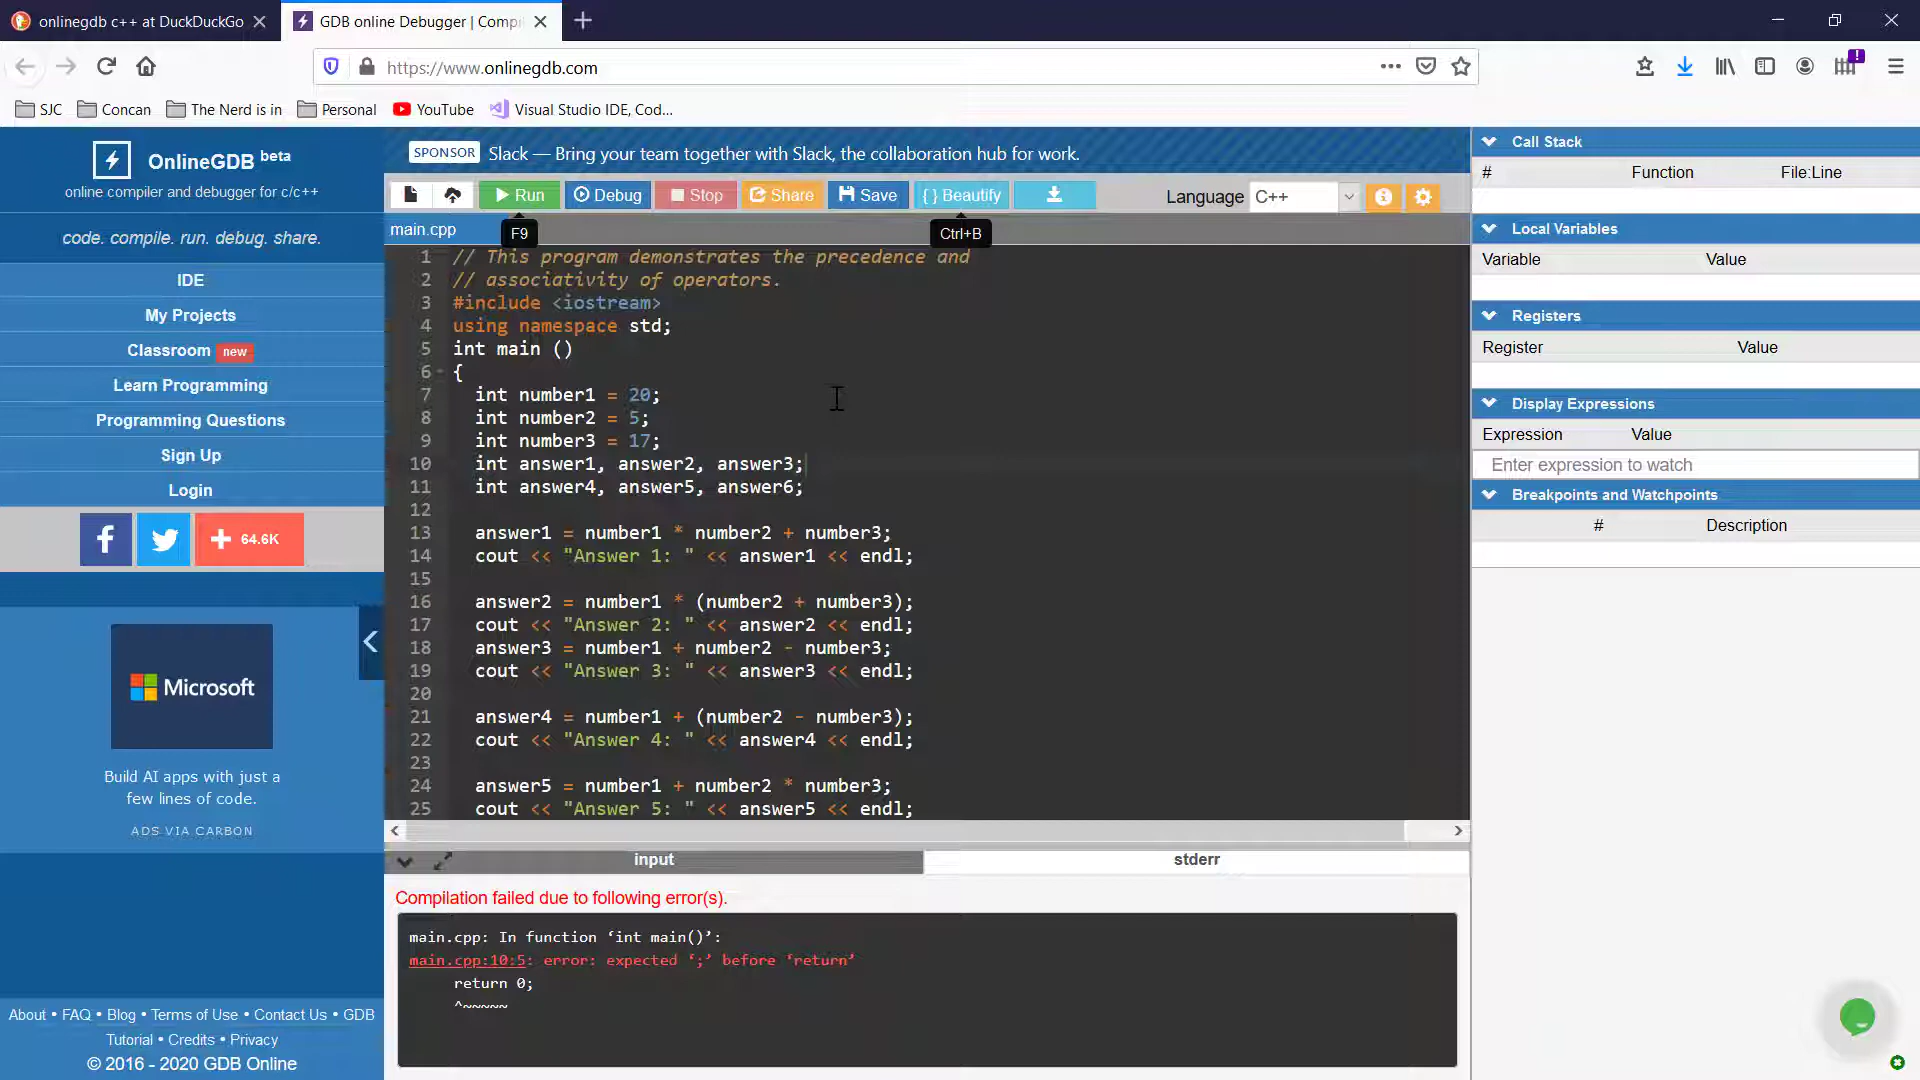 onlinegdb c++ at DuckDuckGo
GDB online Debugger | Compi
https://www.onlinegdb.com
SJC
Concan
The Nerd is in
Personal
YouTube
Visual Studio IDE, Cod...
OnlineGDB beta
online compiler and debugger for c/c++
code. compile. run. debug. share.
IDE
My Projects
Classroom new
Learn Programming
Programming Questions
Sign Up
Login
64.6K
Microsoft
Build AI apps with just a
few lines of code.
ADS VIA CARBON
About • FAQ • Blog • Terms of Use • Contact Us • GDB
Tutorial • Credits • Privacy
© 2016 - 2020 GDB Online
SPONSOR Slack — Bring your team together with Slack, the collaboration hub for work.
Run
Debug
Stop
Share
Save
{ } Beautify
Language C++
F9
Ctrl+B
main.cpp
1 // This program demonstrates the precedence and
2 // associativity of operators.
3 #include <iostream>
4 using namespace std;
5 int main ()
6 {
7 int number1 = 20;
8 int number2 = 5;
9 int number3 = 17;
10 int answer1, answer2, answer3;
11 int answer4, answer5, answer6;
12
13 answer1 = number1 * number2 + number3;
14 cout << "Answer 1: " << answer1 << endl;
15
16 answer2 = number1 * (number2 + number3);
17 cout << "Answer 2: " << answer2 << endl;
18 answer3 = number1 + number2 - number3;
19 cout << "Answer 3: " << answer3 << endl;
20
21 answer4 = number1 + (number2 - number3);
22 cout << "Answer 4: " << answer4 << endl;
23
24 answer5 = number1 + number2 * number3;
25 cout << "Answer 5: " << answer5 << endl;
input
stderr
Compilation failed due to following error(s).
main.cpp: In function ‘int main()’:
main.cpp:10:5: error: expected ‘;’ before ‘return’
return 0;
^~~~~~
Call Stack
# Function File:Line
Local Variables
Variable Value
Registers
Register Value
Display Expressions
Expression Value
Enter expression to watch
Breakpoints and Watchpoints
# Description